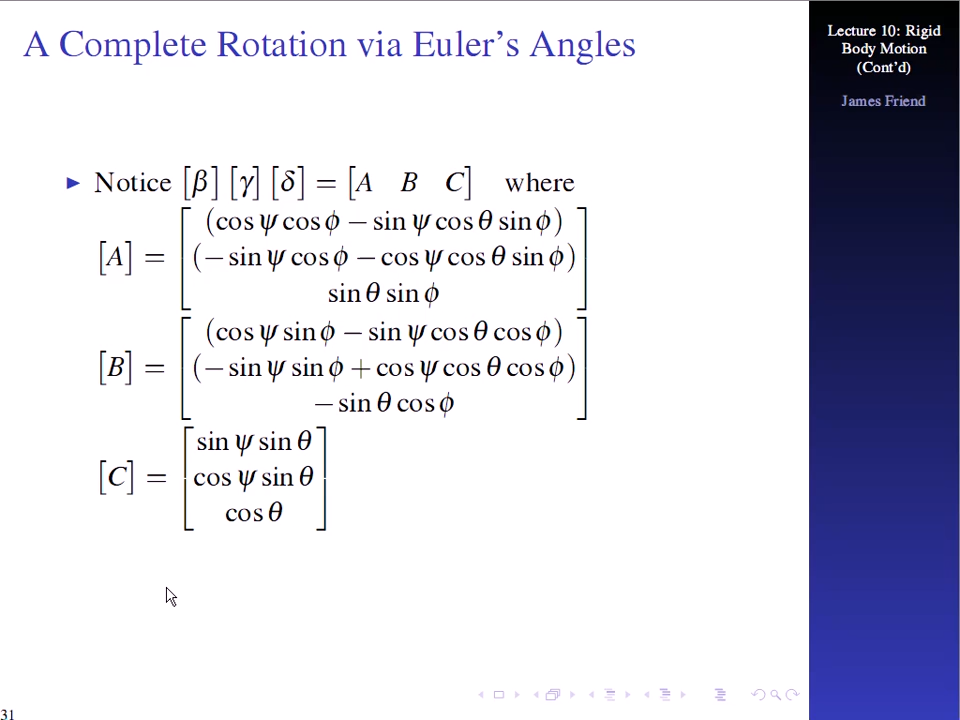 A Complete Rotation via Euler's Angles
Lecture 10: Rigid
Body Motion
(Cont'd)
James Friend
▶ Notice [β] [γ] [δ] = [A B C] where
[A] = [(cos ψ cos ϕ − sin ψ cos θ sin ϕ)
(− sin ψ cos ϕ − cos ψ cos θ sin ϕ)
sin θ sin ϕ]
[B] = [(cos ψ sin ϕ − sin ψ cos θ cos ϕ)
(− sin ψ sin ϕ + cos ψ cos θ cos ϕ)
− sin θ cos ϕ]
[C] = [sin ψ sin θ
cos ψ sin θ
cos θ]
31